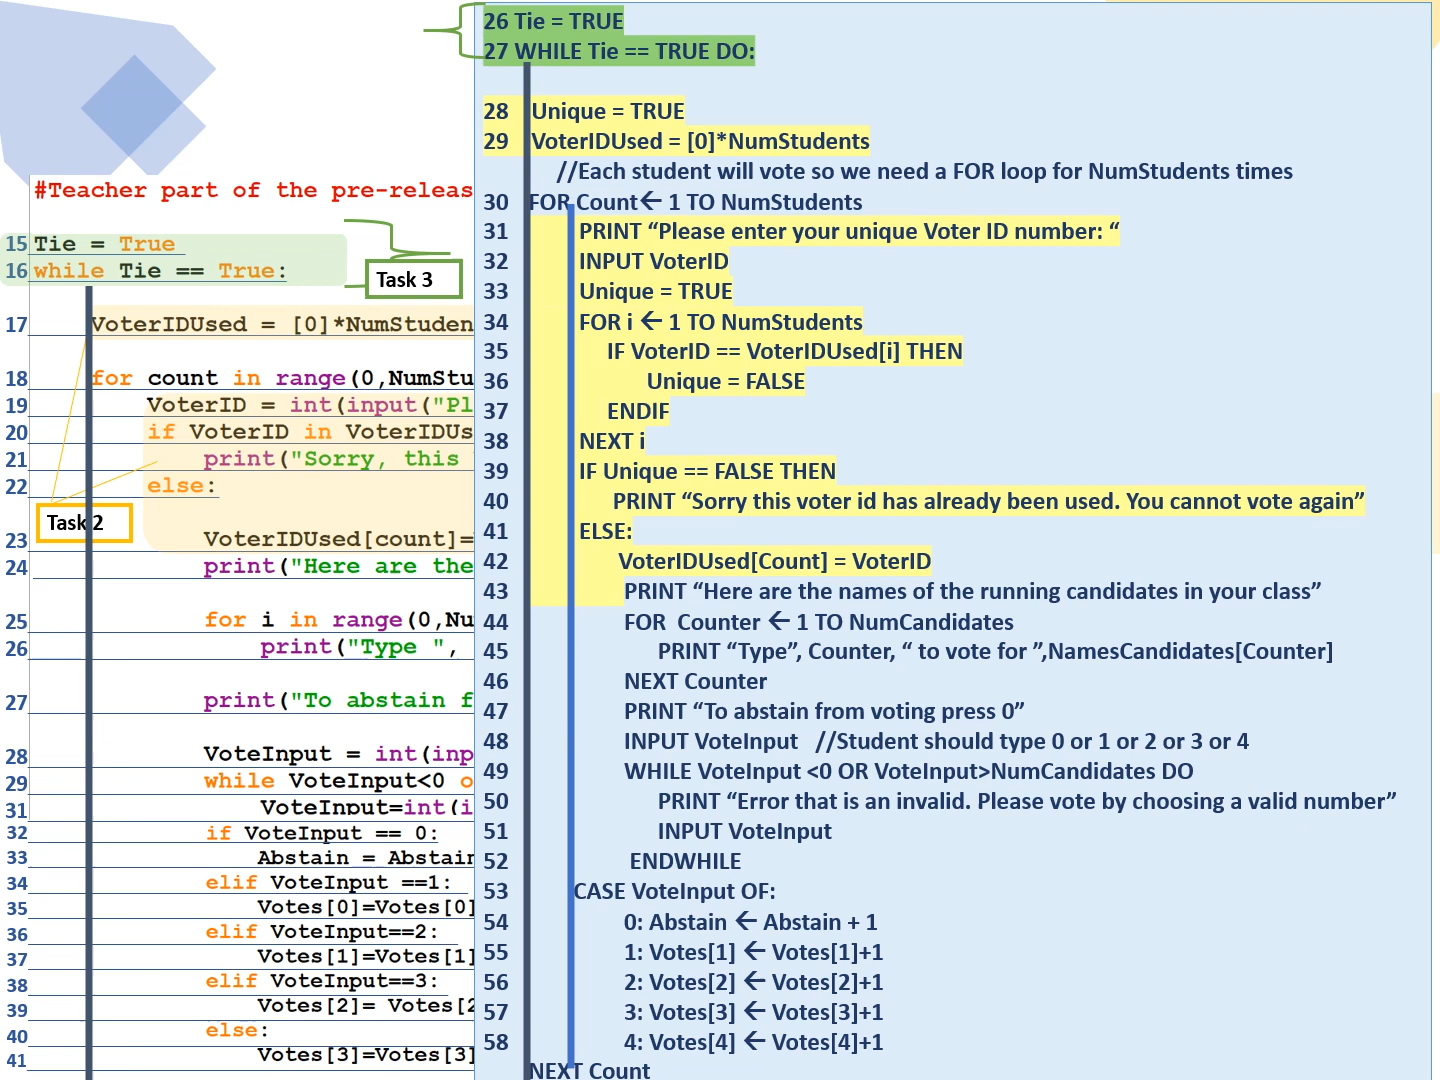 #Teacher part of the pre-releas
15 Tie = True
16 while Tie == True:
Task 3
17 VoterIDUsed = [0]*NumStuden
18 for count in range(0,NumStu
19 VoterID = int(input("Pl
20 if VoterID in VoterIDUs
21 print("Sorry, this
22 else:
Task 2
23 VoterIDUsed[count]=
24 print("Here are the
25 for i in range(0,Nu
26 print("Type ",
27 print("To abstain f
28 VoteInput = int(inp
29 while VoteInput<0 o
31 VoteInput=int(i
32 if VoteInput == 0:
33 Abstain = Abstain
34 elif VoteInput ==1:
35 Votes[0]=Votes[0]
36 elif VoteInput==2:
37 Votes[1]=Votes[1]
38 elif VoteInput==3:
39 Votes[2]= Votes[2
40 else:
41 Votes[3]=Votes[3]
26 Tie = TRUE
27 WHILE Tie == TRUE DO:
28 Unique = TRUE
29 VoterIDUsed = [0]*NumStudents
//Each student will vote so we need a FOR loop for NumStudents times
30 FOR Count← 1 TO NumStudents
31 PRINT “Please enter your unique Voter ID number: “
32 INPUT VoterID
33 Unique = TRUE
34 FOR i ← 1 TO NumStudents
35 IF VoterID == VoterIDUsed[i] THEN
36 Unique = FALSE
37 ENDIF
38 NEXT i
39 IF Unique == FALSE THEN
40 PRINT “Sorry this voter id has already been used. You cannot vote again”
41 ELSE:
42 VoterIDUsed[Count] = VoterID
43 PRINT “Here are the names of the running candidates in your class”
44 FOR Counter ← 1 TO NumCandidates
45 PRINT “Type”, Counter, “ to vote for ”,NamesCandidates[Counter]
46 NEXT Counter
47 PRINT “To abstain from voting press 0”
48 INPUT VoteInput //Student should type 0 or 1 or 2 or 3 or 4
49 WHILE VoteInput <0 OR VoteInput>NumCandidates DO
50 PRINT “Error that is an invalid. Please vote by choosing a valid number”
51 INPUT VoteInput
52 ENDWHILE
53 CASE VoteInput OF:
54 0: Abstain ← Abstain + 1
55 1: Votes[1] ← Votes[1]+1
56 2: Votes[2] ← Votes[2]+1
57 3: Votes[3] ← Votes[3]+1
58 4: Votes[4] ← Votes[4]+1
NEXT Count